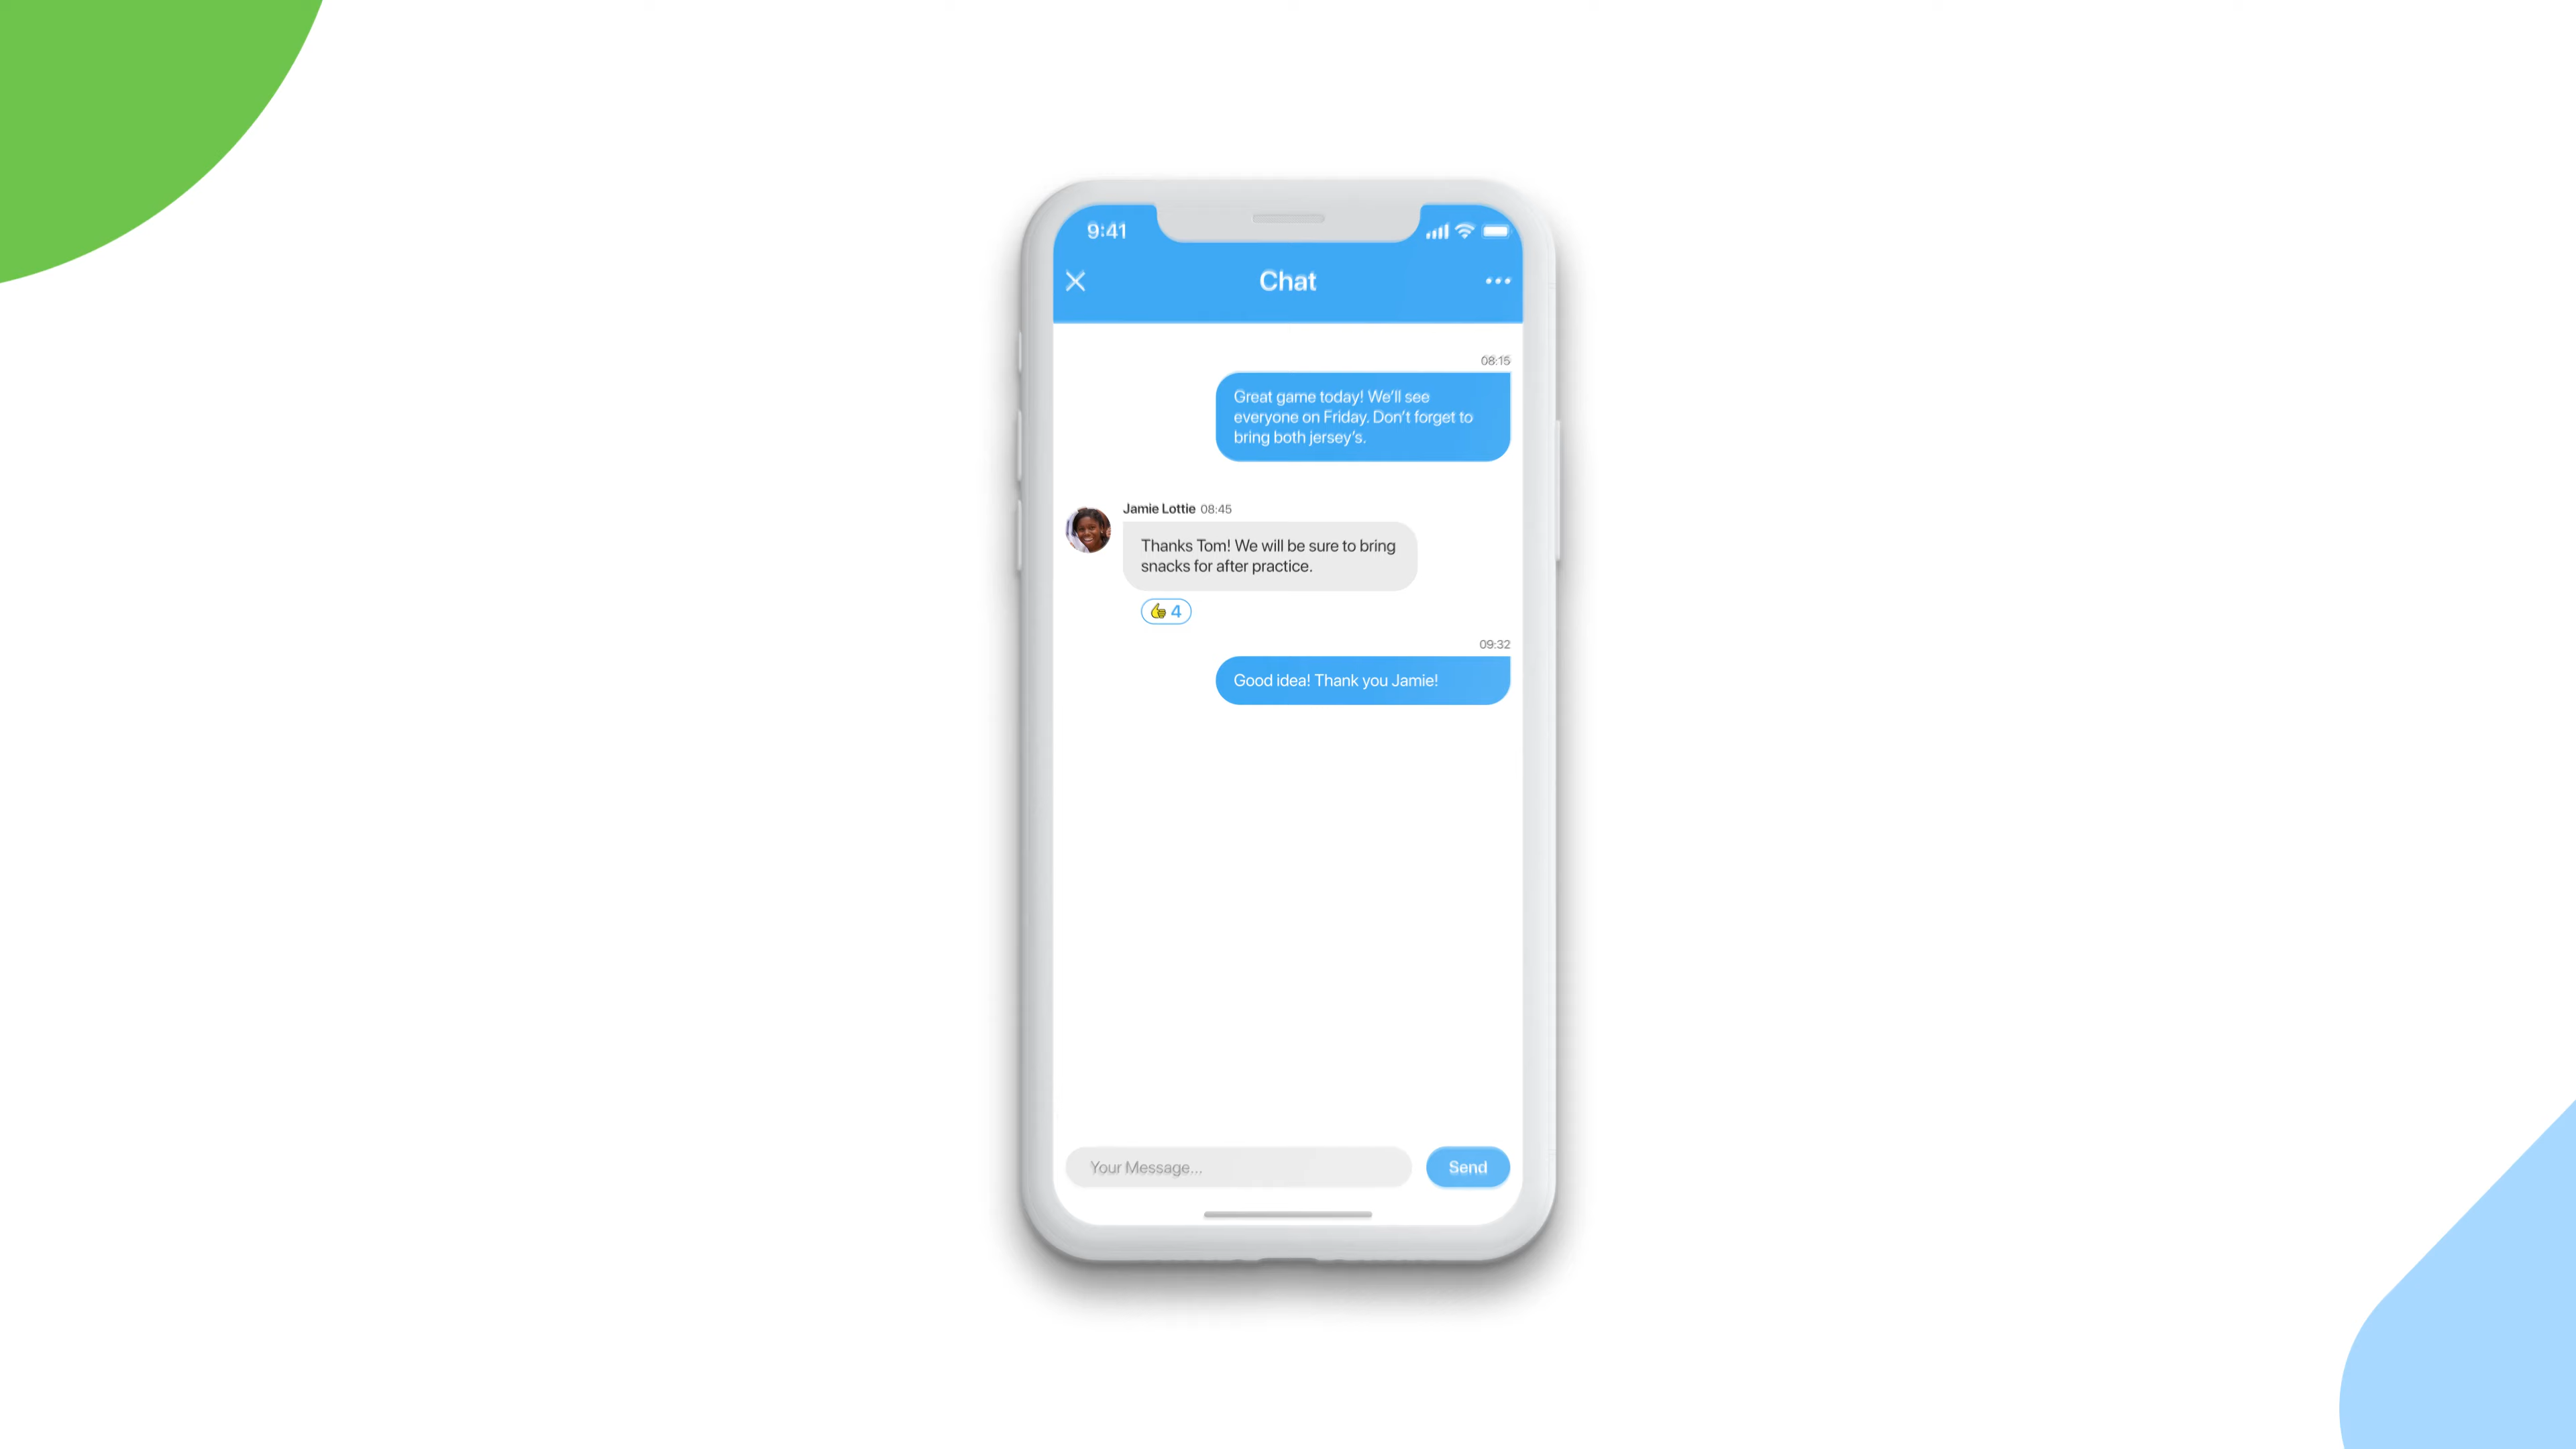 9:41
Chat
08:15
Great game today! We'll see
everyone on Friday. Don't forget to
bring both jersey's.
Jamie Lottie 08:45
Thanks Tom! We will be sure to bring
snacks for after practice.
4
09:32
Good idea! Thank you Jamie!
Your Message...
Send